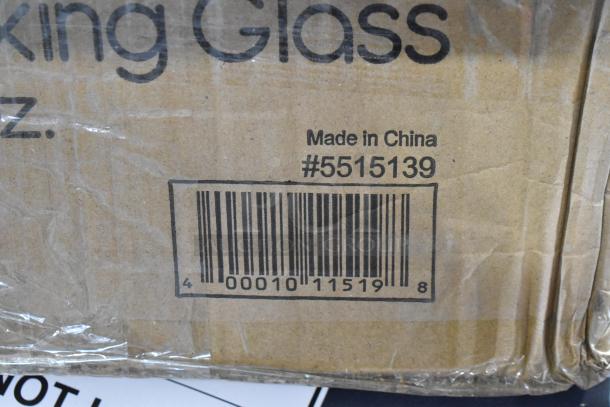 king Glass
z.
Made in China
#5515139
4 00010 11519 8
NOT